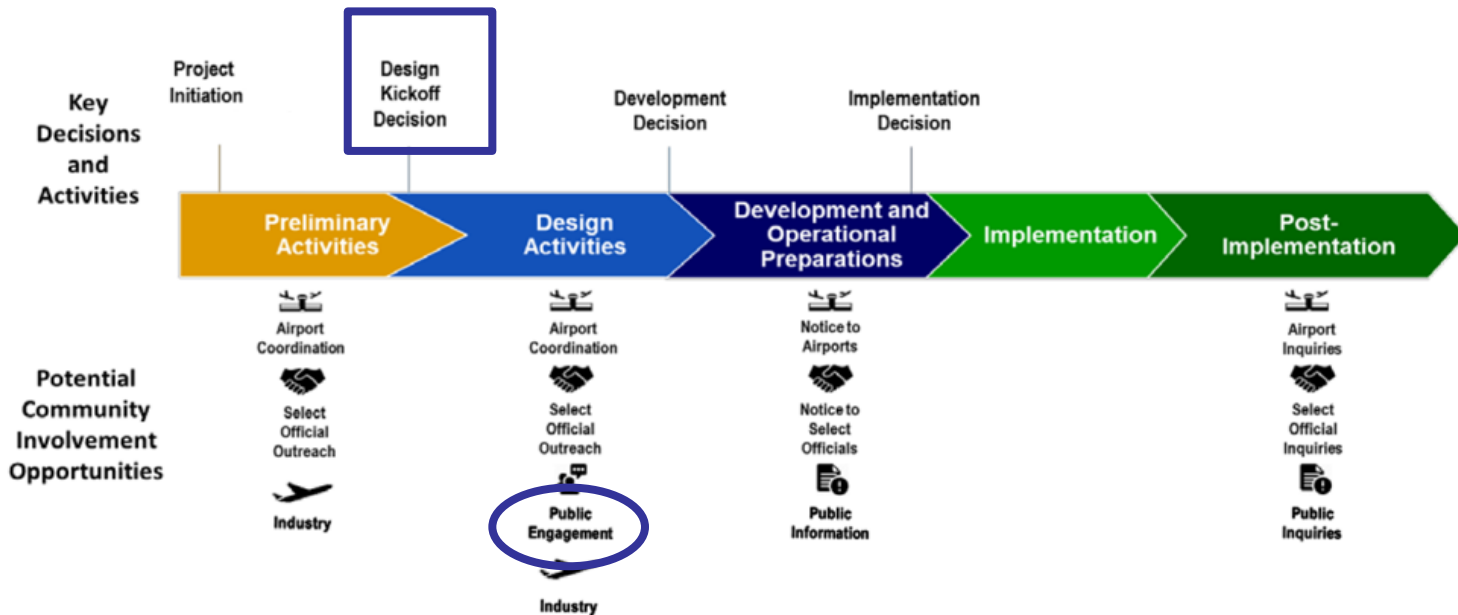 Key
Decisions
and
Activities
Project
Initiation
Design
Kickoff
Decision
Development
Decision
Implementation
Decision
Preliminary
Activities
Design
Activities
Development and
Operational
Preparations
Implementation
Post-
Implementation
Potential
Community
Involvement
Opportunities
Airport
Coordination
Select
Official
Outreach
Industry
Airport
Coordination
Select
Official
Outreach
Public
Engagement
Industry
Notice to
Airports
Notice to
Select
Officials
Public
Information
Airport
Inquiries
Select
Official
Inquiries
Public
Inquiries